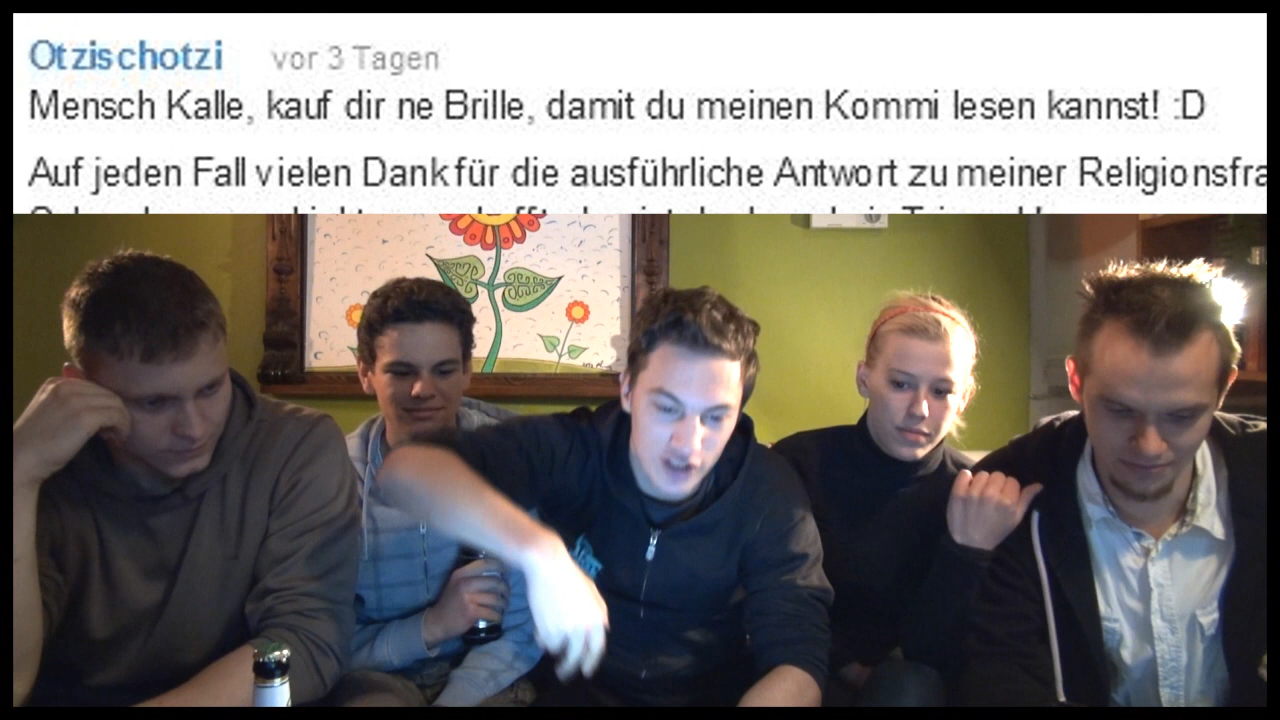 Otzischotzi vor 3 Tagen
Mensch Kalle, kauf dir ne Brille, damit du meinen Kommi lesen kannst! :D
Auf jeden Fall vielen Dank für die ausführliche Antwort zu meiner Religionsfra